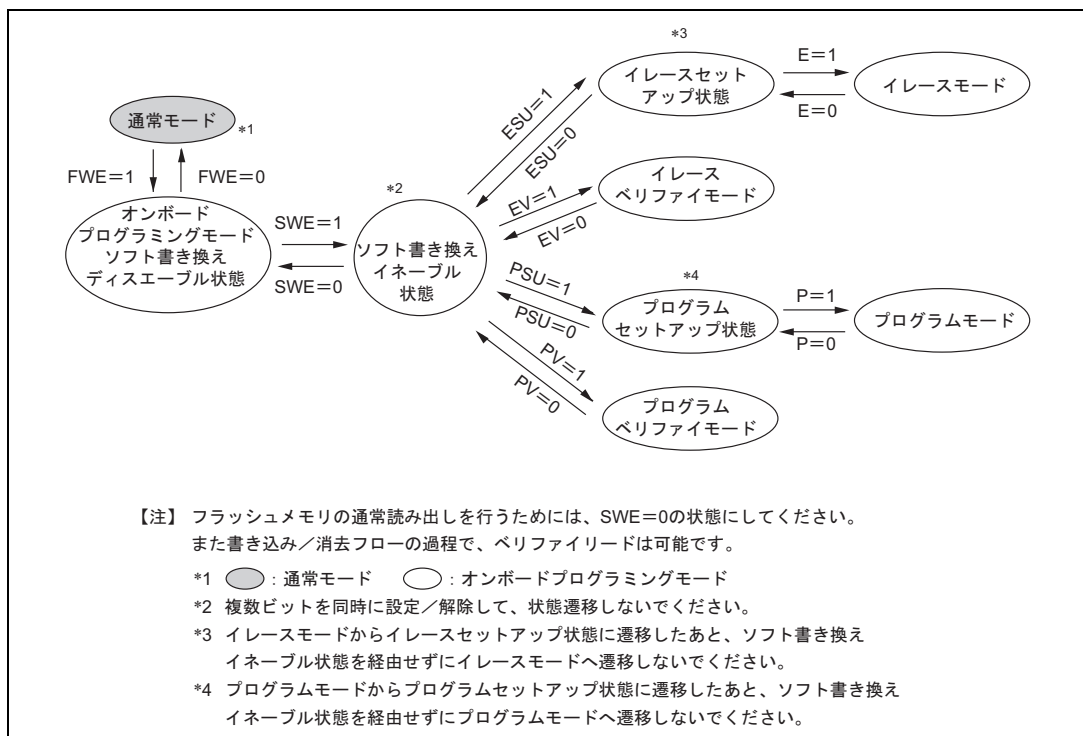 *3
イレースセット
アップ状態
E＝1
E＝0
イレースモード
通常モード
*1
ESU＝1
ESU＝0
FWE＝1
FWE＝0
イレース
ベリファイモード
*2
EV＝1
EV＝0
オンボード
プログラミングモード
ソフト書き換え
ディスエーブル状態
SWE＝1
SWE＝0
ソフト書き換え
イネーブル
状態
PSU＝1
PSU＝0
*4
プログラム
セットアップ状態
P＝1
P＝0
プログラムモード
PV＝1
PV＝0
プログラム
ベリファイモード
【注】 フラッシュメモリの通常読み出しを行うためには、SWE＝0の状態にしてください。
また書き込み／消去フローの過程で、ベリファイリードは可能です。
*1 ：通常モード ：オンボードプログラミングモード
*2 複数ビットを同時に設定／解除して、状態遷移しないでください。
*3 イレースモードからイレースセットアップ状態に遷移したあと、ソフト書き換え
イネーブル状態を経由せずにイレースモードへ遷移しないでください。
*4 プログラムモードからプログラムセットアップ状態に遷移したあと、ソフト書き換え
イネーブル状態を経由せずにプログラムモードへ遷移しないでください。